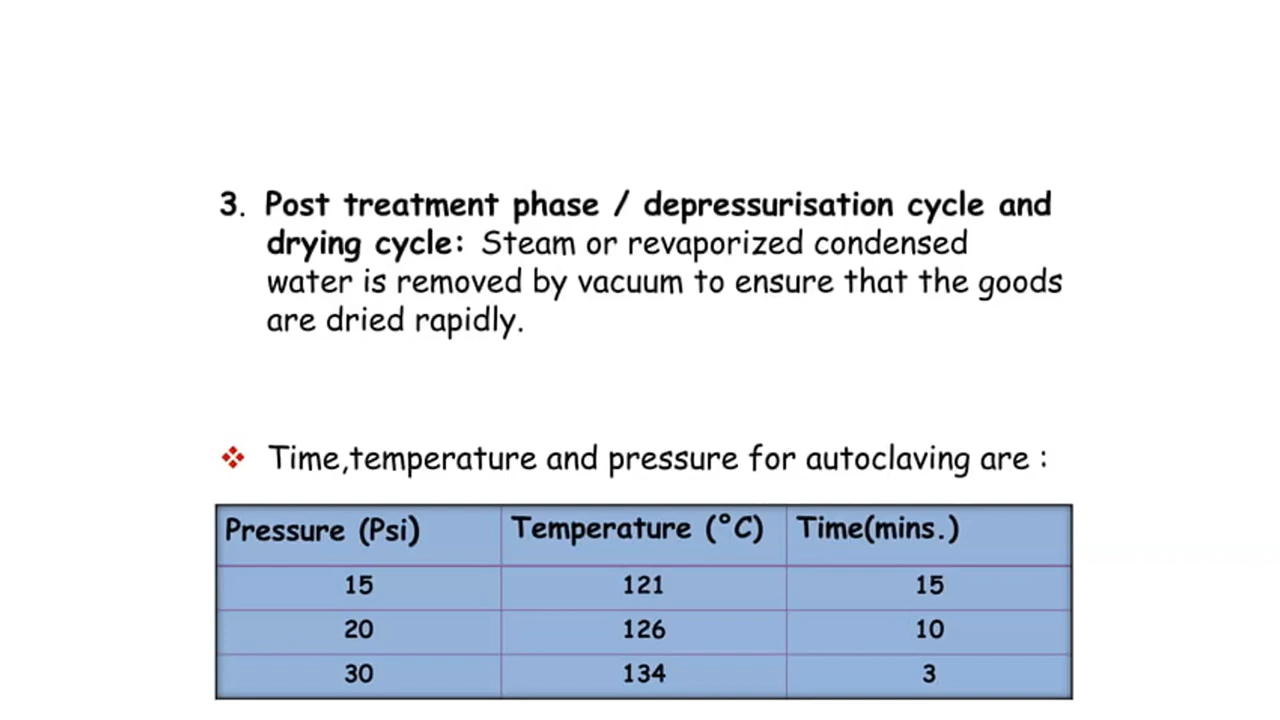 3. Post treatment phase / depressurisation cycle and
drying cycle: Steam or revaporized condensed
water is removed by vacuum to ensure that the goods
are dried rapidly.
❖ Time,temperature and pressure for autoclaving are :
Pressure (Psi) Temperature (°C) Time(mins.)
15 121 15
20 126 10
30 134 3